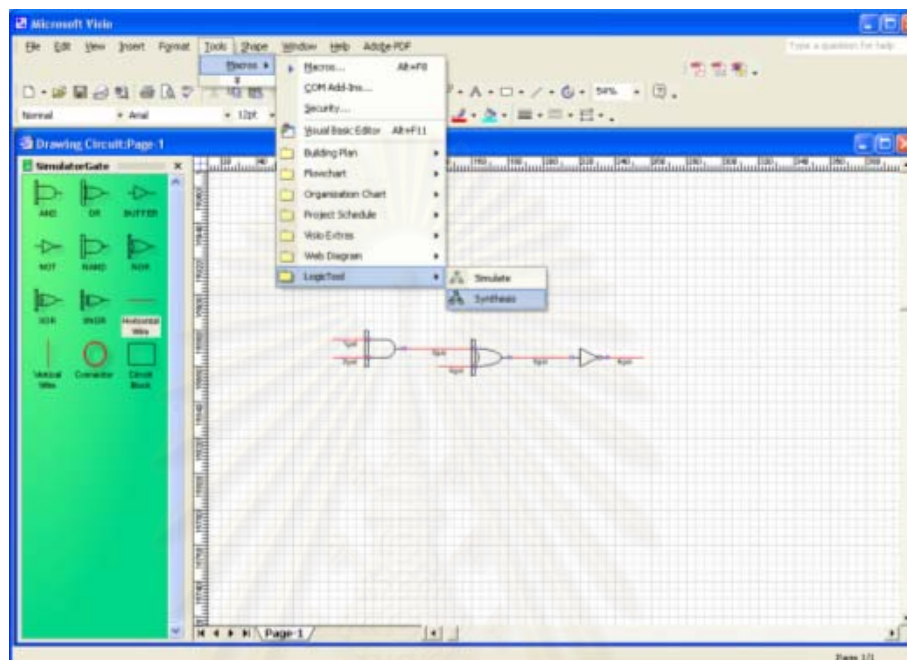 Microsoft Visio
File Edit View Insert Format Tools Shape Window Help Adobe PDF
Type a question for help
Macros
Macros... Alt+F8
COM Add-Ins...
Security...
Visual Basic Editor Alt+F11
Building Plan
Flowchart
Organization Chart
Project Schedule
Visio Extras
Web Diagram
LogicTool
Simulate
Synthesis
54%
Normal Arial 12pt.
Drawing Circuit:Page-1
SimulatorGate
AND OR BUFFER
NOT NAND NOR
XOR XNOR Horizontal Wire
Vertical Wire Connector Circuit Block
Page-1
Page 1/1